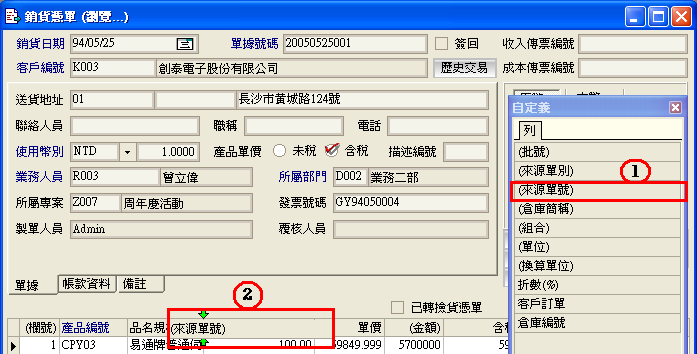 銷貨憑單 (瀏覽...)
銷貨日期 94/05/25 單據號碼 20050525001 簽回 收入傳票編號
客戶編號 K003 創泰電子股份有限公司 歷史交易 成本傳票編號
送貨地址 01 長沙市黃城路124號
聯絡人員 職稱 電話
使用幣別 NTD 1.0000 產品單價 未稅 含稅 描述編號
業務人員 R003 曾立偉 所屬部門 D002 業務二部
所屬專案 Z007 周年慶活動 發票號碼 GY94050004
製單人員 Admin 覆核人員
單據 帳款資料 備註
2
已轉撿貨憑單
(欄號) 產品編號 品名規 (來源單號) 單價 (金額) 含
1 CPY03 易通牌普通伺 100.00 59849.999 5700000
自定義
列
(批號)
(來源單別) 1
(來源單號)
(倉庫簡稱)
(組合)
(單位)
(換算單位)
折數(%)
客戶訂單
倉庫編號